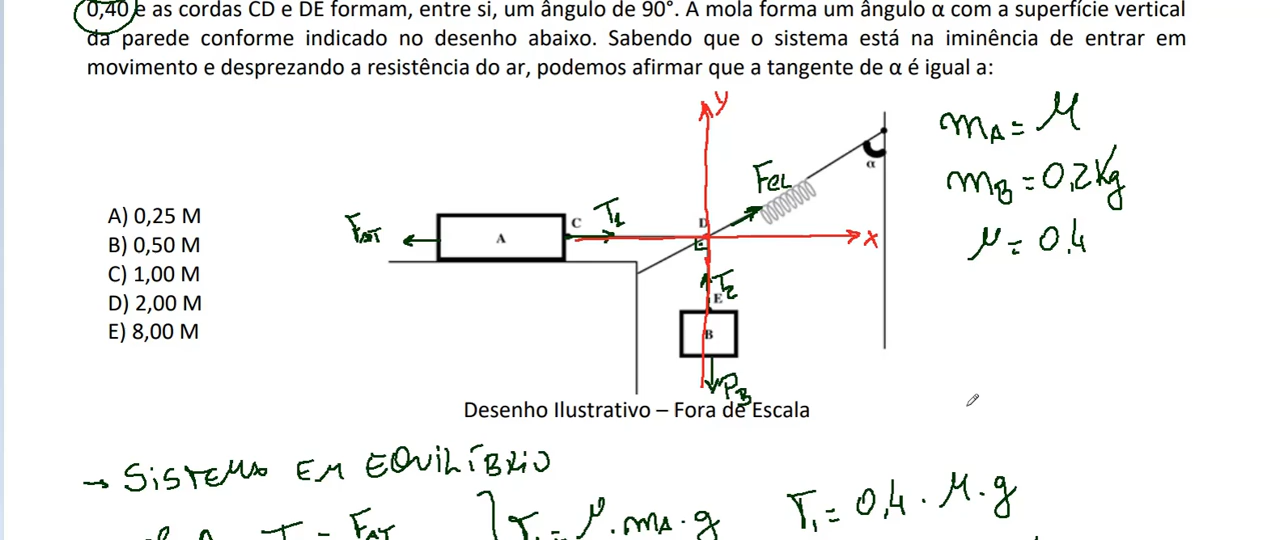 0,40 e as cordas CD e DE formam, entre si, um ângulo de 90°. A mola forma um ângulo α com a superfície vertical
da parede conforme indicado no desenho abaixo. Sabendo que o sistema está na iminência de entrar em
movimento e desprezando a resistência do ar, podemos afirmar que a tangente de α é igual a:
y
mA = M
FeL
α
mB = 0,2Kg
A) 0,25 M
FAT
C
T1
D
A
x
μ = 0,4
B) 0,50 M
C) 1,00 M
T2
D) 2,00 M
E
E) 8,00 M
B
PB
Desenho Ilustrativo – Fora de Escala
→ SISTEMA EM EQUILÍBRIO
T1 = 0,4 . M . g
FAT
T1 = μ . mA . g